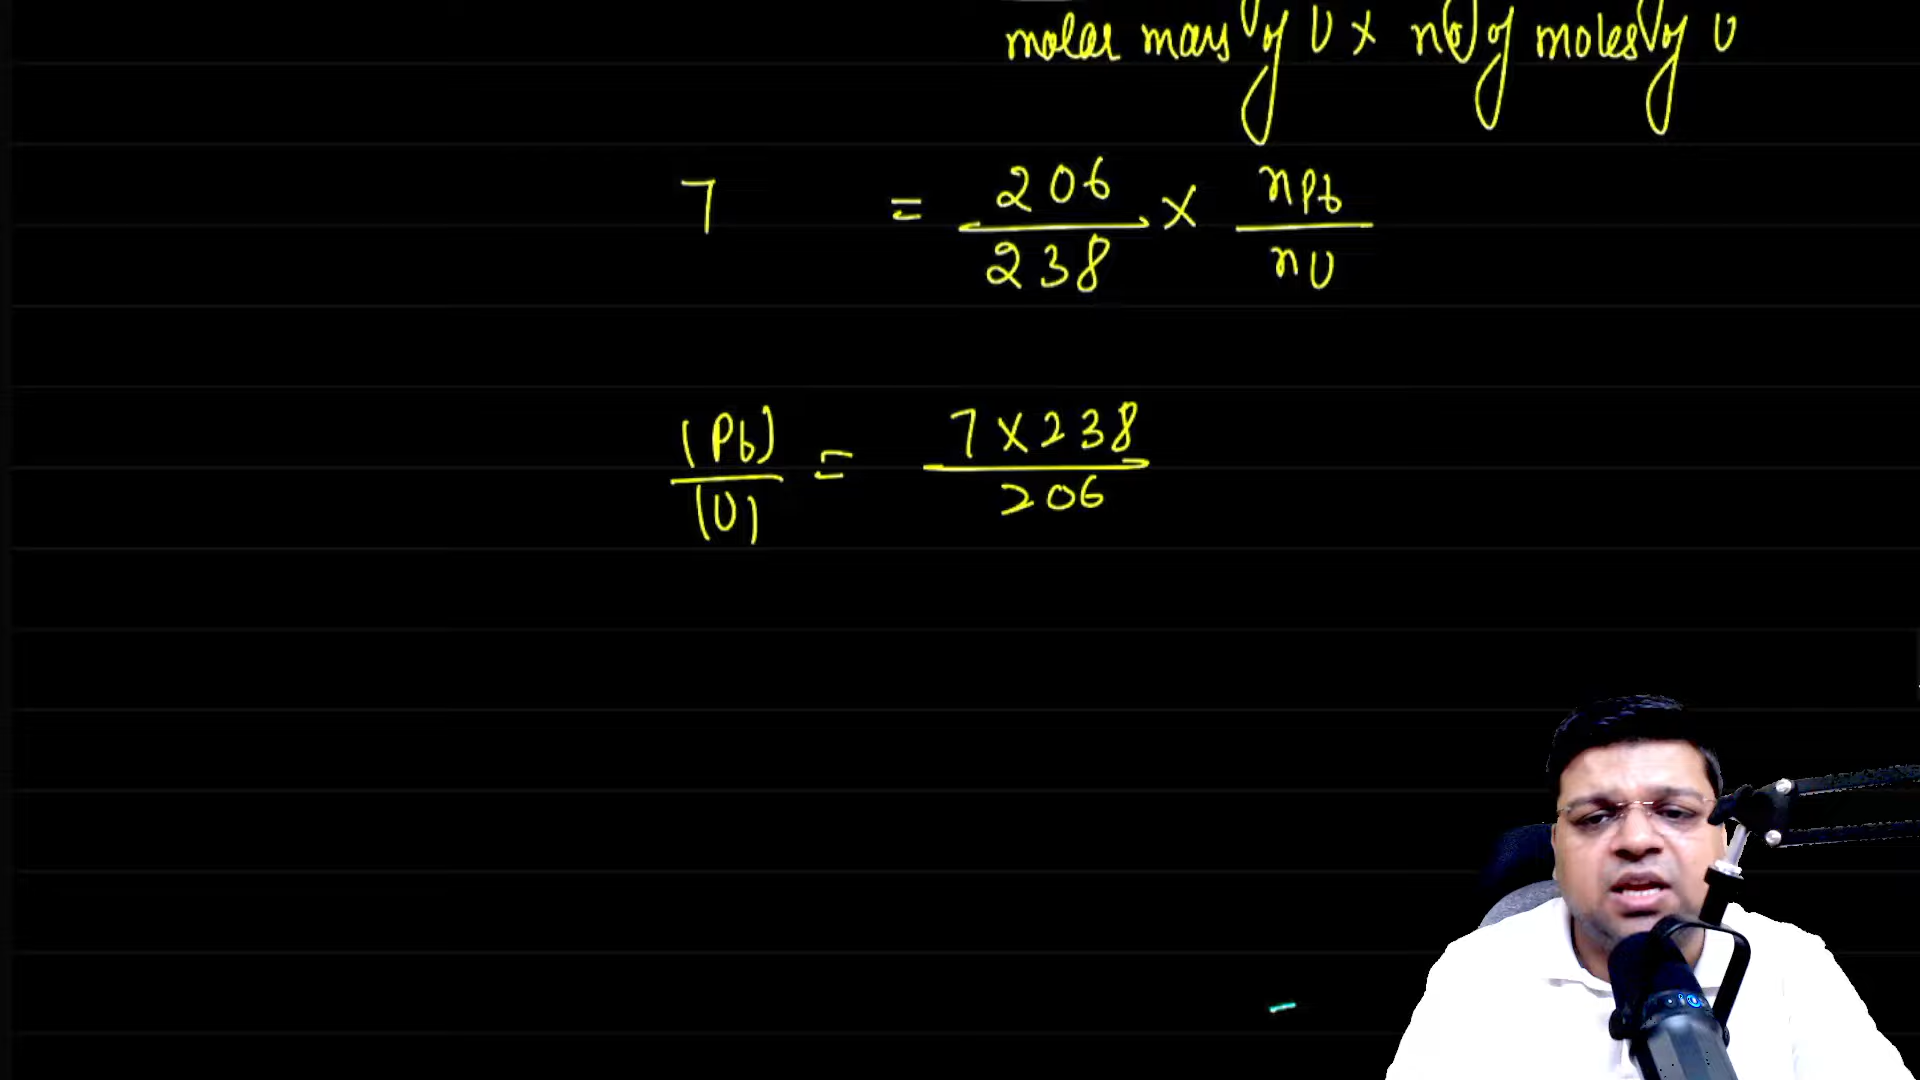 molar mass of U × no of moles of U
7 = 206/238 × nPb/nU
(Pb)/(U) = 7×238/206